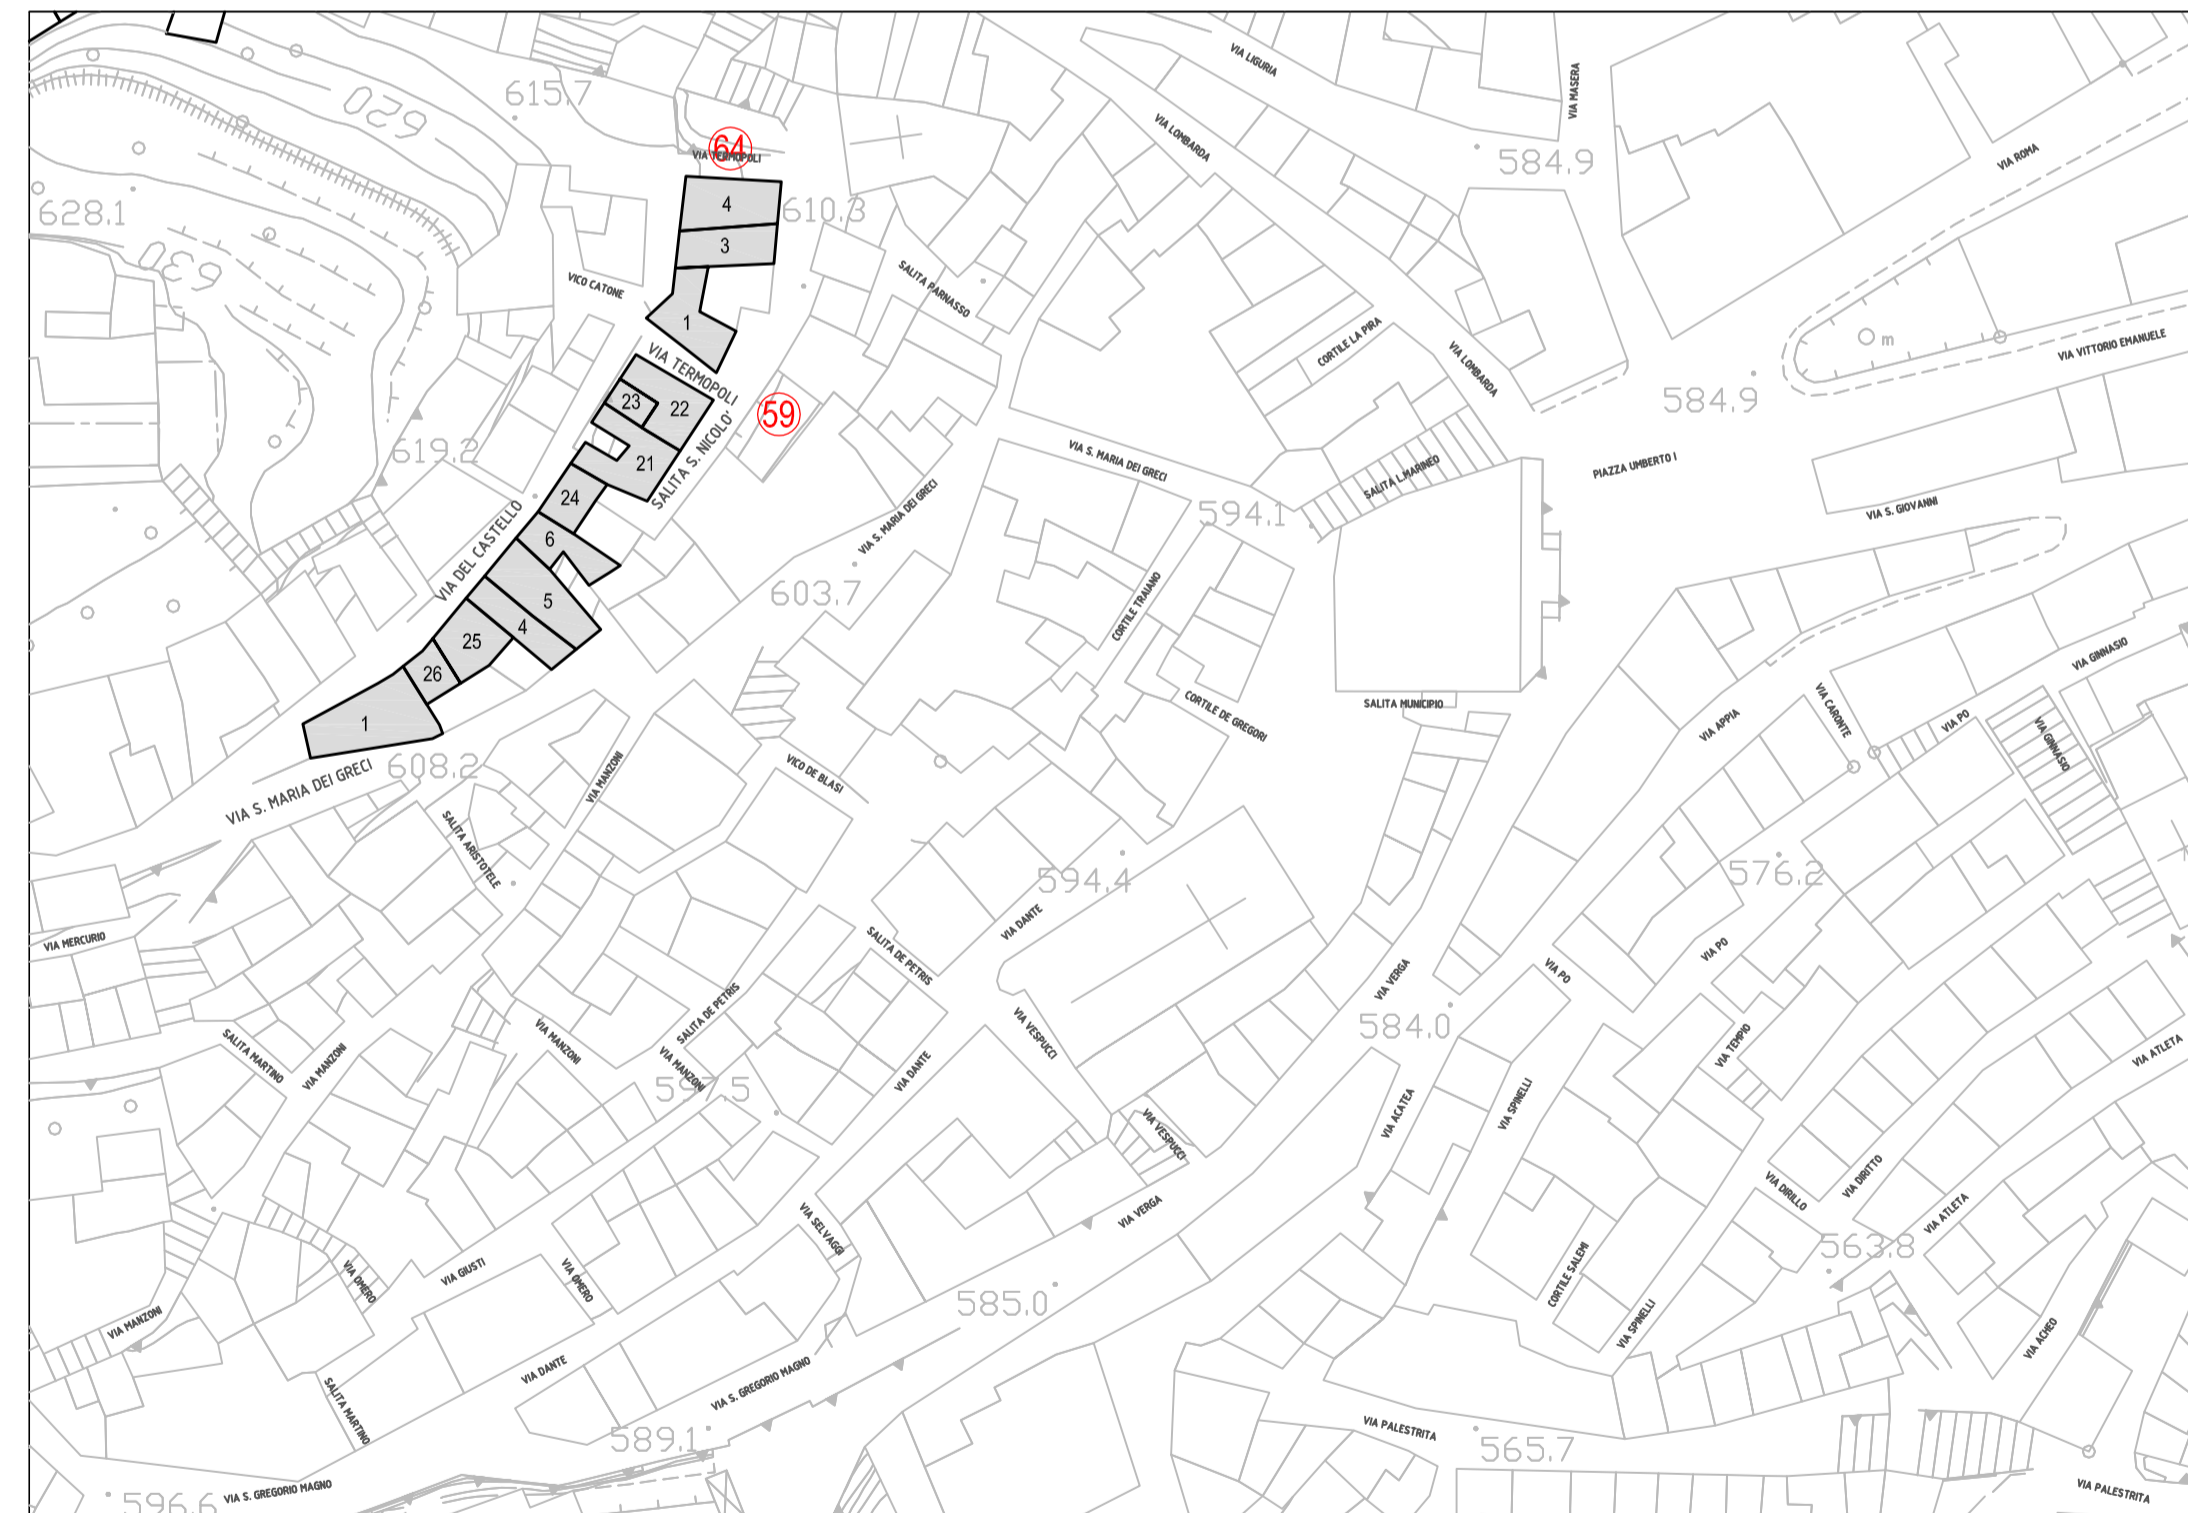 VIA LIGURIA
VIA MASERA
615.7
620
VIA LOMBARDA
64
VIA TERMOPOLI
584.9
VIA ROMA
628.1
4
610.3
3
630
VICO CATONE
SALITA PARNASSO
1
CORTILE LA PIRA
VIA LOMBARDA
m
VIA VITTORIO EMANUELE
VIA TERMOPOLI
584.9
23
22
59
619.2
SALITA S. NICOLO'
21
VIA S. MARIA DEI GRECI
SALITA L.MARINEO
PIAZZA UMBERTO I
24
VIA S. MARIA DEI GRECI
594.1
VIA S. GIOVANNI
6
VIA DEL CASTELLO
603.7
5
CORTILE TRAIANO
4
25
26
VIA GINNASIO
1
CORTILE DE GREGORI
SALITA MUNICIPIO
VIA APPIA
VIA CARONTE
VIA PO
VIA GINNASIO
608.2
VIA S. MARIA DEI GRECI
VIA MANZONI
VICO DE BLASI
SALITA ARISTOTELE
594.4
576.2
VIA MERCURIO
VIA DANTE
SALITA DE PETRIS
VIA VERGA
VIA PO
VIA PO
SALITA DE PETRIS
584.0
VIA VESPUCCI
SALITA MARTINO
VIA MANZONI
VIA MANZONI
VIA MANZONI
597.5
VIA DANTE
VIA TEMPIO
VIA ATLETA
VIA ACATEA
VIA SPINELLI
VIA VESPUCCI
VIA DIRILLO
VIA DIRITTO
VIA VERGA
VIA ATLETA
VIA SELVAGGI
563.8
VIA OMERO
VIA GIUSTI
VIA OMERO
CORTILE SALEMI
585.0
VIA MANZONI
VIA SPINELLI
VIA ACHEO
VIA DANTE
VIA S. GREGORIO MAGNO
SALITA MARTINO
589.1
VIA PALESTRITA
565.7
596.6
VIA S. GREGORIO MAGNO
VIA PALESTRITA